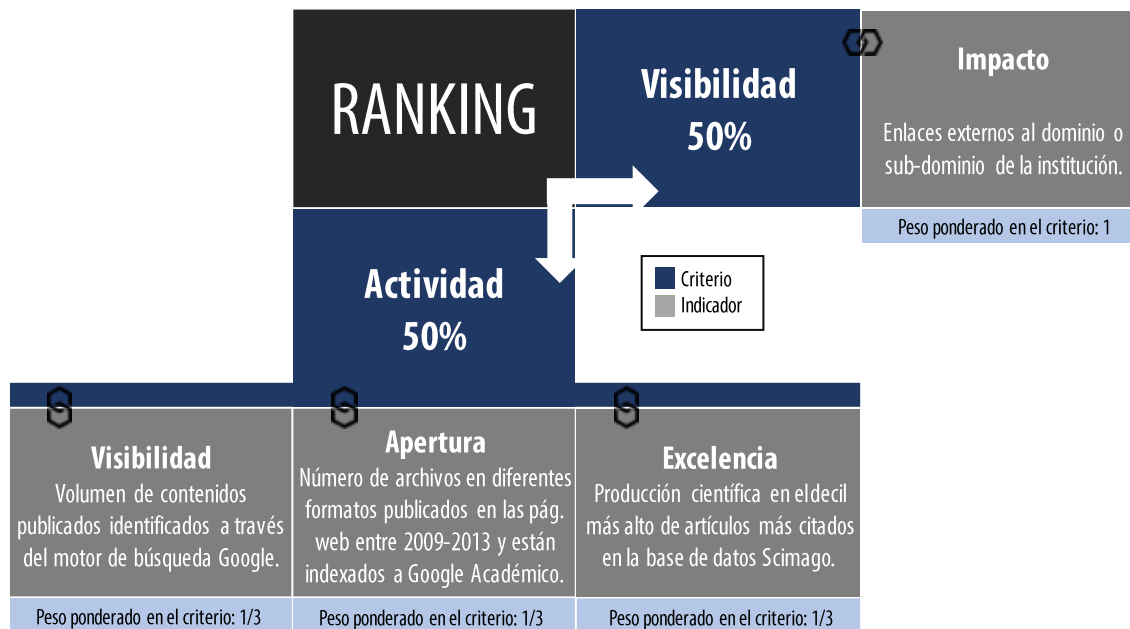 RANKING
Visibilidad
50%
Impacto
Enlaces externos al dominio o
sub-dominio de la institución.
Peso ponderado en el criterio: 1
Actividad
50%
Criterio
Indicador
Visibilidad
Volumen de contenidos
publicados identificados a través
del motor de búsqueda Google.
Peso ponderado en el criterio: 1/3
Apertura
Número de archivos en diferentes
formatos publicados en las pág.
web entre 2009-2013 y están
indexados a Google Académico.
Peso ponderado en el criterio: 1/3
Excelencia
Producción científica en eldecil
más alto de artículos más citados
en la base de datos Scimago.
Peso ponderado en el criterio: 1/3